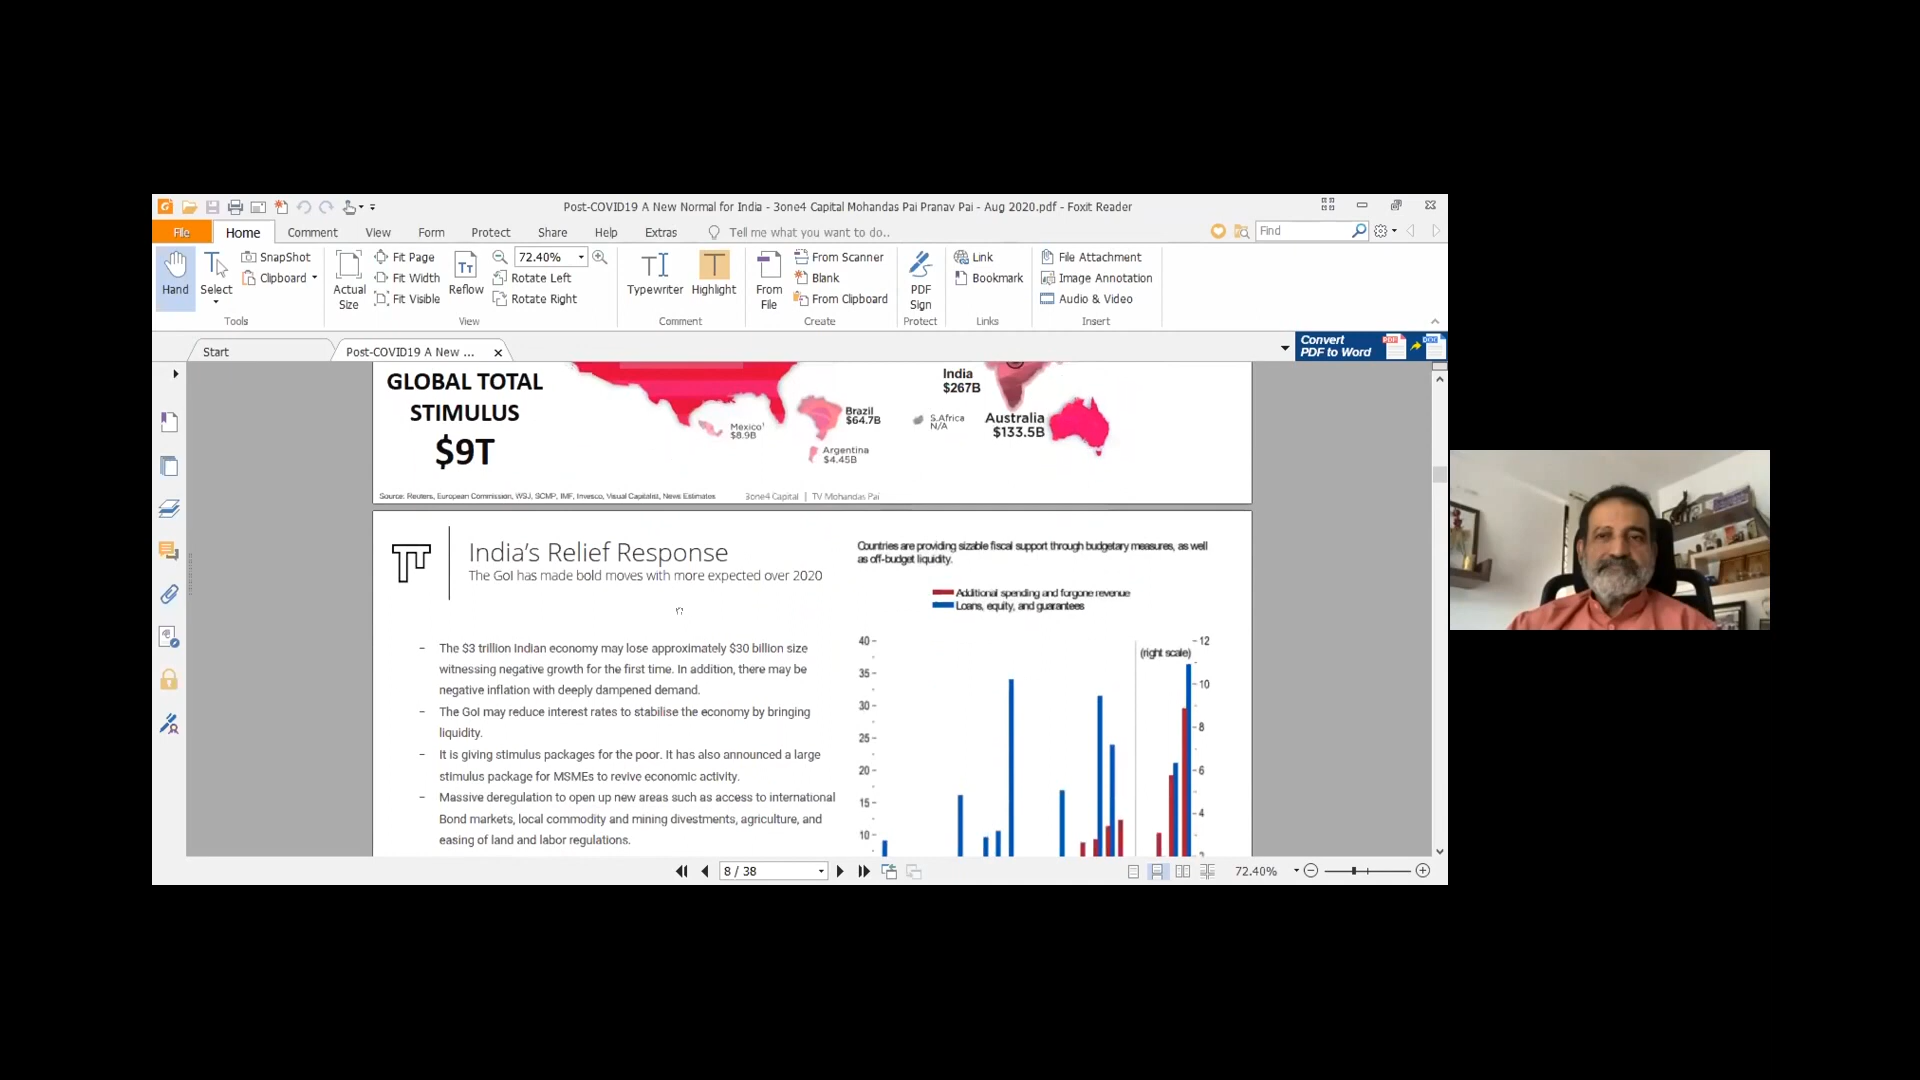 Post-COVID19 A New Normal for India - 3one4 Capital Mohandas Pai Pranav Pai - Aug 2020.pdf - Foxit Reader
File Home Comment View Form Protect Share Help Extras Tell me what you want to do.. Find
SnapShot
Clipboard
Hand Select
Tools
Actual Size
Fit Page
Fit Width
Fit Visible
Reflow
72.40%
Rotate Left
Rotate Right
View
Typewriter Highlight
Comment
From File
From Scanner
Blank
From Clipboard
Create
PDF Sign
Protect
Link
Bookmark
Links
File Attachment
Image Annotation
Audio & Video
Insert
Start
Post-COVID19 A New ...
Convert
PDF to Word
GLOBAL TOTAL
STIMULUS
$9T
Mexico¹
$8.9B
Brazil
$64.7B
Argentina
$4.45B
S.Africa
N/A
India
$267B
Australia
$133.5B
Source: Reuters, European Commission, WSJ, SCMP, IMF, Invesco, Visual Capitalist, News Estimates
3one4 Capital | TV Mohandas Pai
India's Relief Response
The GoI has made bold moves with more expected over 2020
- The $3 trillion Indian economy may lose approximately $30 billion size
witnessing negative growth for the first time. In addition, there may be
negative inflation with deeply dampened demand.
- The GoI may reduce interest rates to stabilise the economy by bringing
liquidity.
- It is giving stimulus packages for the poor. It has also announced a large
stimulus package for MSMEs to revive economic activity.
- Massive deregulation to open up new areas such as access to international
Bond markets, local commodity and mining divestments, agriculture, and
easing of land and labor regulations.
Countries are providing sizable fiscal support through budgetary measures, as well
as off-budget liquidity.
Additional spending and forgone revenue
Loans, equity, and guarantees
(right scale)
40
35
30
25
20
15
10
12
10
8
6
4
2
8 / 38
72.40%